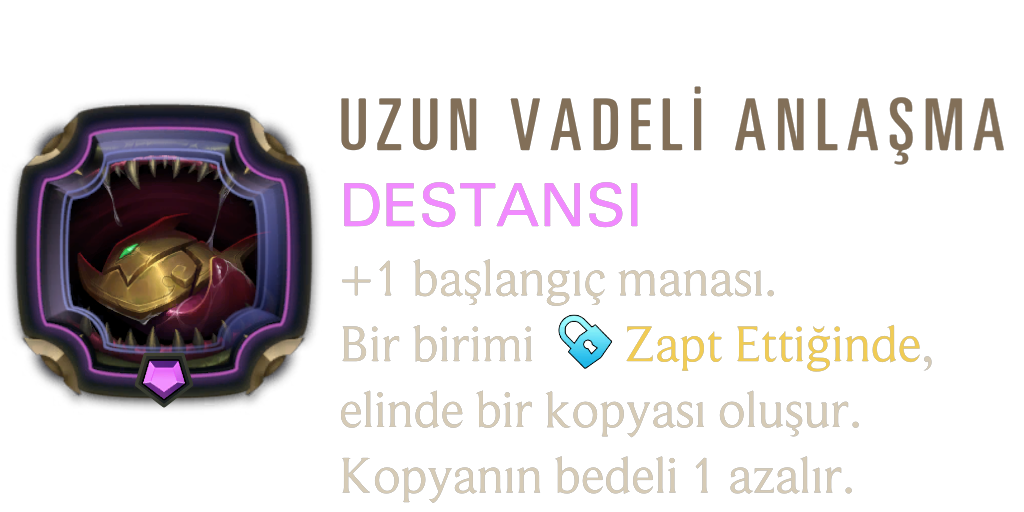 UZUN VADELİ ANLAŞMA
DESTANSI
+1 başlangıç manası.
Bir birimi Zapt Ettiğinde,
elinde bir kopyası oluşur.
Kopyanın bedeli 1 azalır.